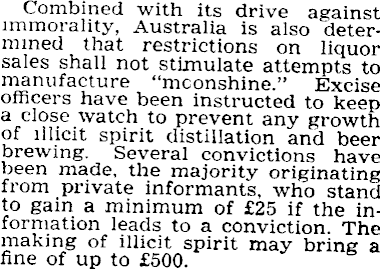 Combined with its drive against
immorality, Australia is also deter-
mined that restrictions on liquor
sales shall not stimulate attempts to
manufacture "mconshine." Excise
officers have been instructed to keep
a close watch to prevent any growth
of illicit spirit distillation and beer
brewing. Several convictions have
been made, the majority originating
from private informants, who stand
to gain a minimum of £25 if the in-
formation leads to a conviction. The
making of illicit spirit may bring a
fine of up to £500.